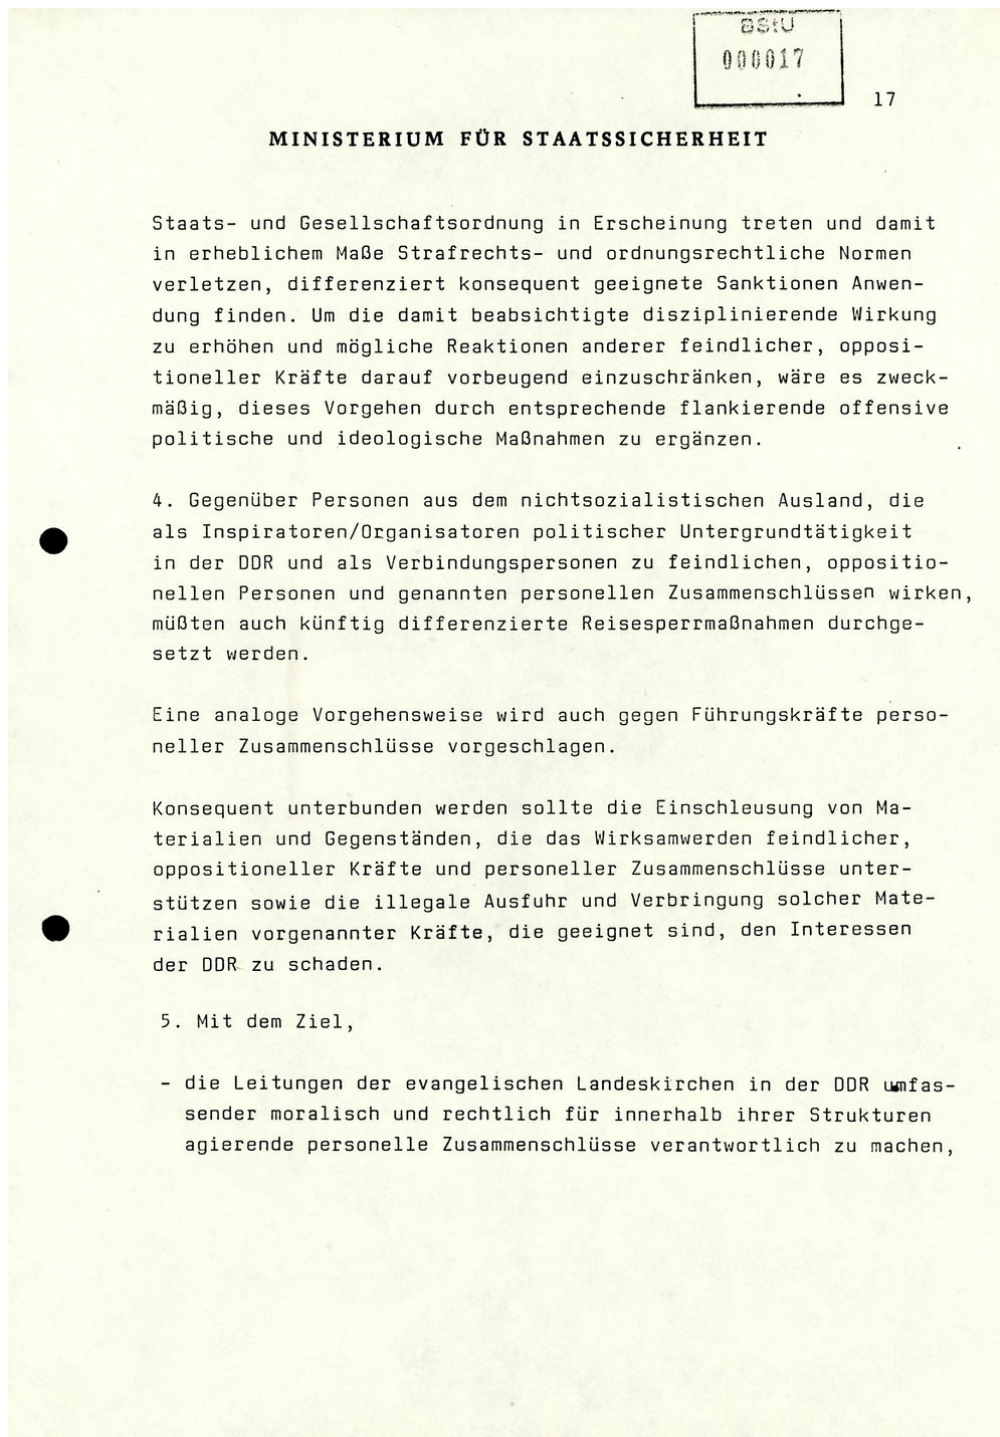 BStU
000017
17
MINISTERIUM FÜR STAATSSICHERHEIT
Staats- und Gesellschaftsordnung in Erscheinung treten und damit
in erheblichem Maße Strafrechts- und ordnungsrechtliche Normen
verletzen, differenziert konsequent geeignete Sanktionen Anwen-
dung finden. Um die damit beabsichtigte disziplinierende Wirkung
zu erhöhen und mögliche Reaktionen anderer feindlicher, opposi-
tioneller Kräfte darauf vorbeugend einzuschränken, wäre es zweck-
mäßig, dieses Vorgehen durch entsprechende flankierende offensive
politische und ideologische Maßnahmen zu ergänzen.
4. Gegenüber Personen aus dem nichtsozialistischen Ausland, die
als Inspiratoren/Organisatoren politischer Untergrundtätigkeit
in der DDR und als Verbindungspersonen zu feindlichen, oppositio-
nellen Personen und genannten personellen Zusammenschlüssen wirken,
müßten auch künftig differenzierte Reisesperrmaßnahmen durchge-
setzt werden.
Eine analoge Vorgehensweise wird auch gegen Führungskräfte perso-
neller Zusammenschlüsse vorgeschlagen.
Konsequent unterbunden werden sollte die Einschleusung von Ma-
terialien und Gegenständen, die das Wirksamwerden feindlicher,
oppositioneller Kräfte und personeller Zusammenschlüsse unter-
stützen sowie die illegale Ausfuhr und Verbringung solcher Mate-
rialien vorgenannter Kräfte, die geeignet sind, den Interessen
der DDR zu schaden.
5. Mit dem Ziel,
- die Leitungen der evangelischen Landeskirchen in der DDR umfas-
sender moralisch und rechtlich für innerhalb ihrer Strukturen
agierende personelle Zusammenschlüsse verantwortlich zu machen,